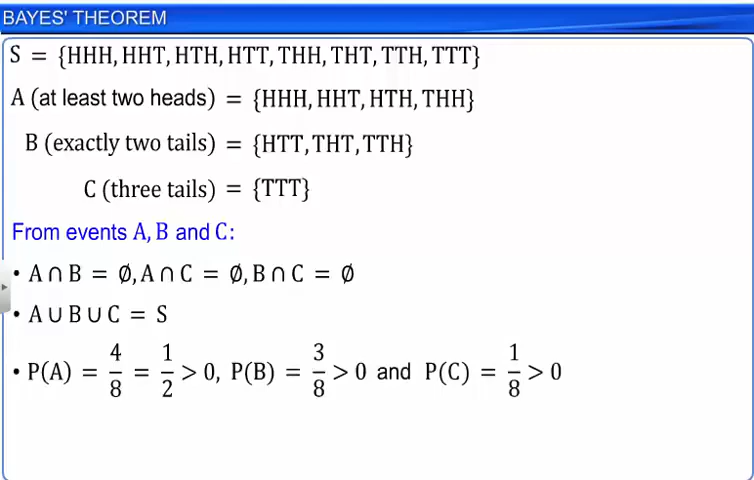 BAYES' THEOREM
S = {HHH, HHT, HTH, HTT, THH, THT, TTH, TTT}
A (at least two heads) = {HHH, HHT, HTH, THH}
B (exactly two tails) = {HTT, THT, TTH}
C (three tails) = {TTT}
From events A, B and C:
• A ∩ B = ∅, A ∩ C = ∅, B ∩ C = ∅
• A ∪ B ∪ C = S
• P(A) = 4/8 = 1/2 > 0, P(B) = 3/8 > 0 and P(C) = 1/8 > 0